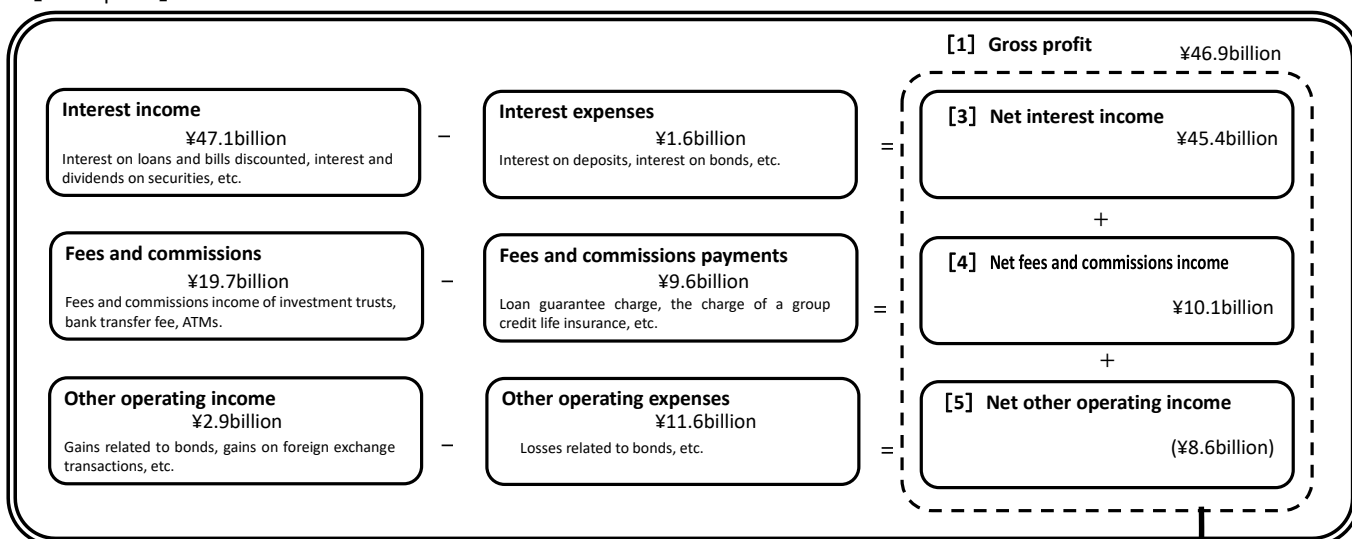 [1] Gross profit
¥46.9billion
Interest income
¥47.1billion
Interest on loans and bills discounted, interest and
dividends on securities, etc.
−
Interest expenses
¥1.6billion
Interest on deposits, interest on bonds, etc.
=
[3] Net interest income
¥45.4billion
+
Fees and commissions
¥19.7billion
Fees and commissions income of investment trusts,
bank transfer fee, ATMs.
−
Fees and commissions payments
¥9.6billion
Loan guarantee charge, the charge of a group
credit life insurance, etc.
=
[4] Net fees and commissions income
¥10.1billion
+
Other operating income
¥2.9billion
Gains related to bonds, gains on foreign exchange
transactions, etc.
−
Other operating expenses
¥11.6billion
Losses related to bonds, etc.
=
[5] Net other operating income
(¥8.6billion)